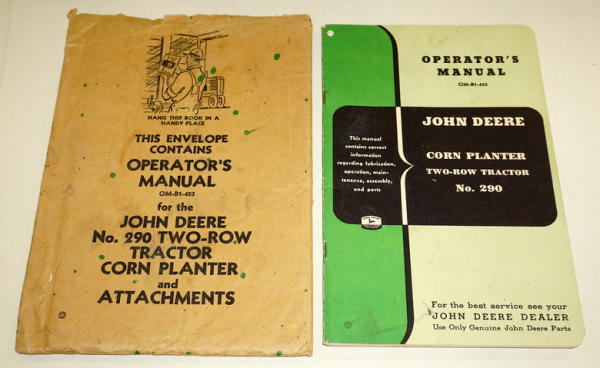 HANG THIS BOOK IN A
HANDY PLACE
THIS ENVELOPE
CONTAINS
OPERATOR'S
MANUAL
OM-B1-453
for the
JOHN DEERE
No. 290 TWO-ROW
TRACTOR
CORN PLANTER
and
ATTACHMENTS
OPERATOR'S
MANUAL
OM-B1-453
JOHN DEERE
CORN PLANTER
TWO-ROW TRACTOR
No. 290
This manual
contains correct
information
regarding lubrication,
operation, main-
tenance, assembly,
and parts
For the best service see your
JOHN DEERE DEALER
Use Only Genuine John Deere Parts